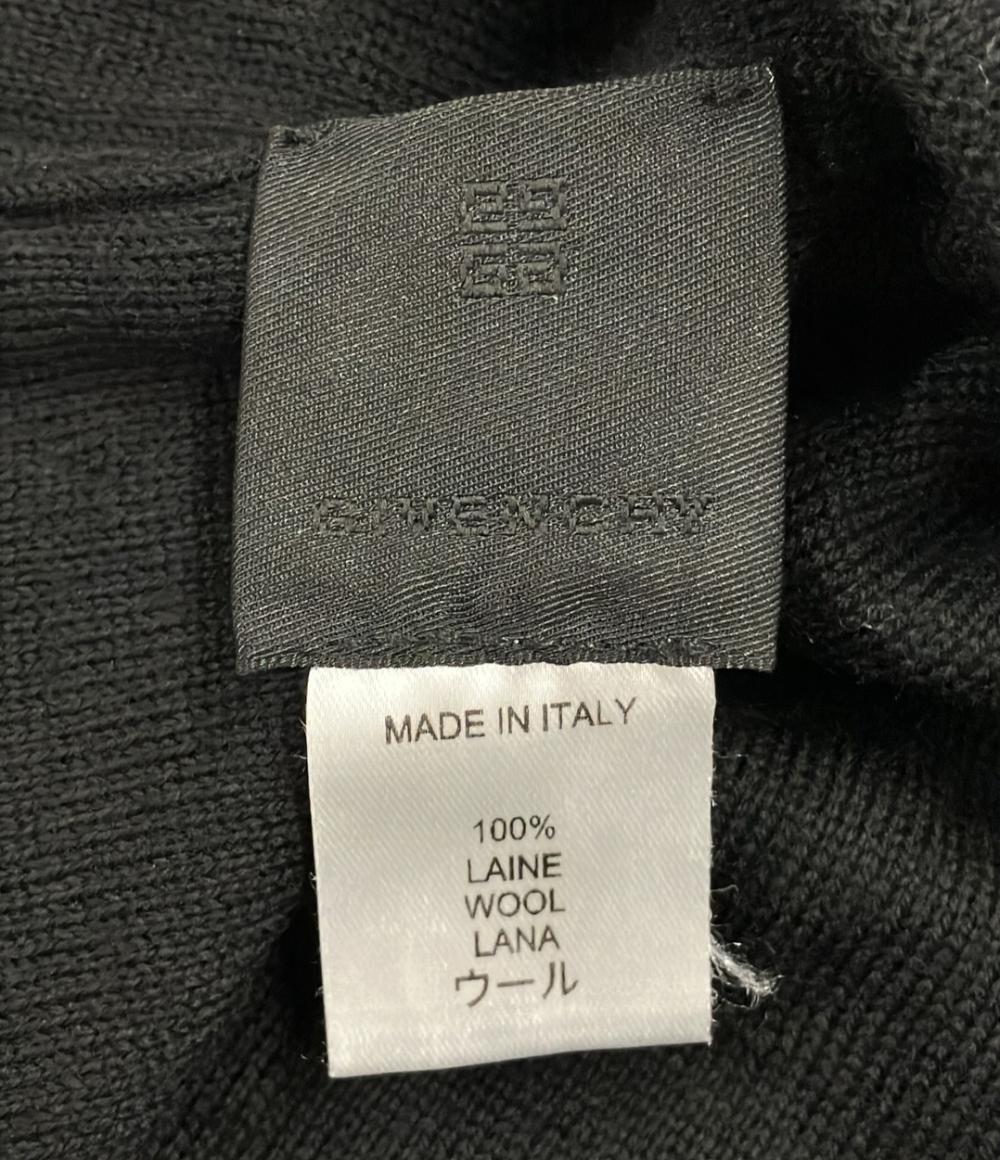 GIVENCHY
MADE IN ITALY
100%
LAINE
WOOL
LANA
ウール